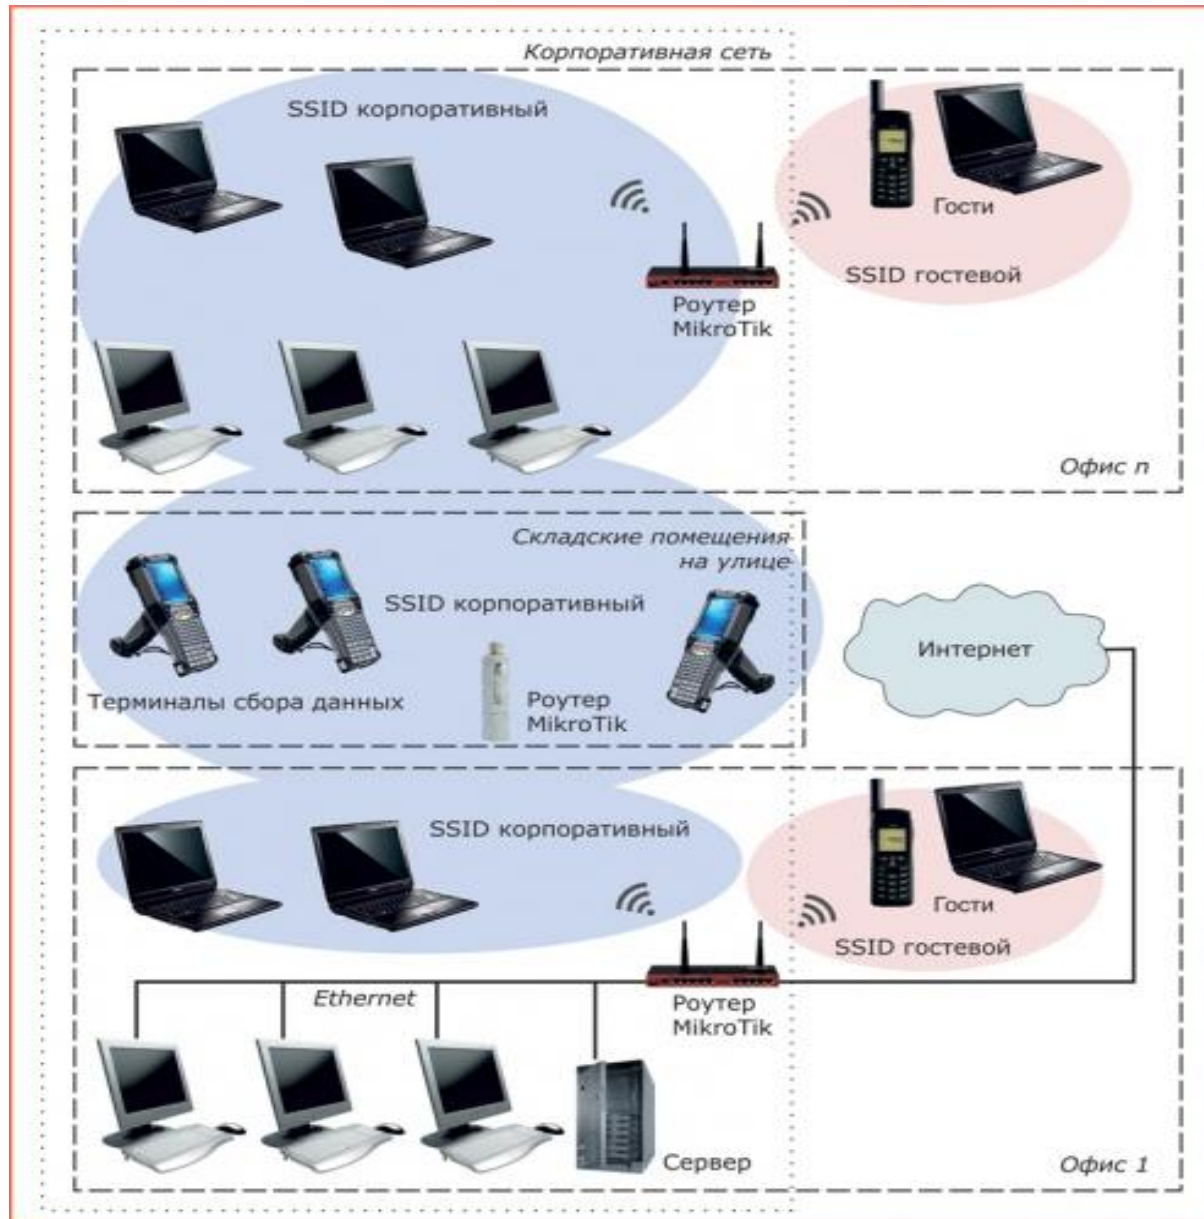 Корпоративная сеть
SSID корпоративный
Гости
SSID гостевой
Роутер
MikroTik
Офис n
Складские помещения
на улице
SSID корпоративный
Терминалы сбора данных
Роутер
MikroTik
Интернет
SSID корпоративный
Гости
SSID гостевой
Ethernet
Роутер
MikroTik
Сервер
Офис 1